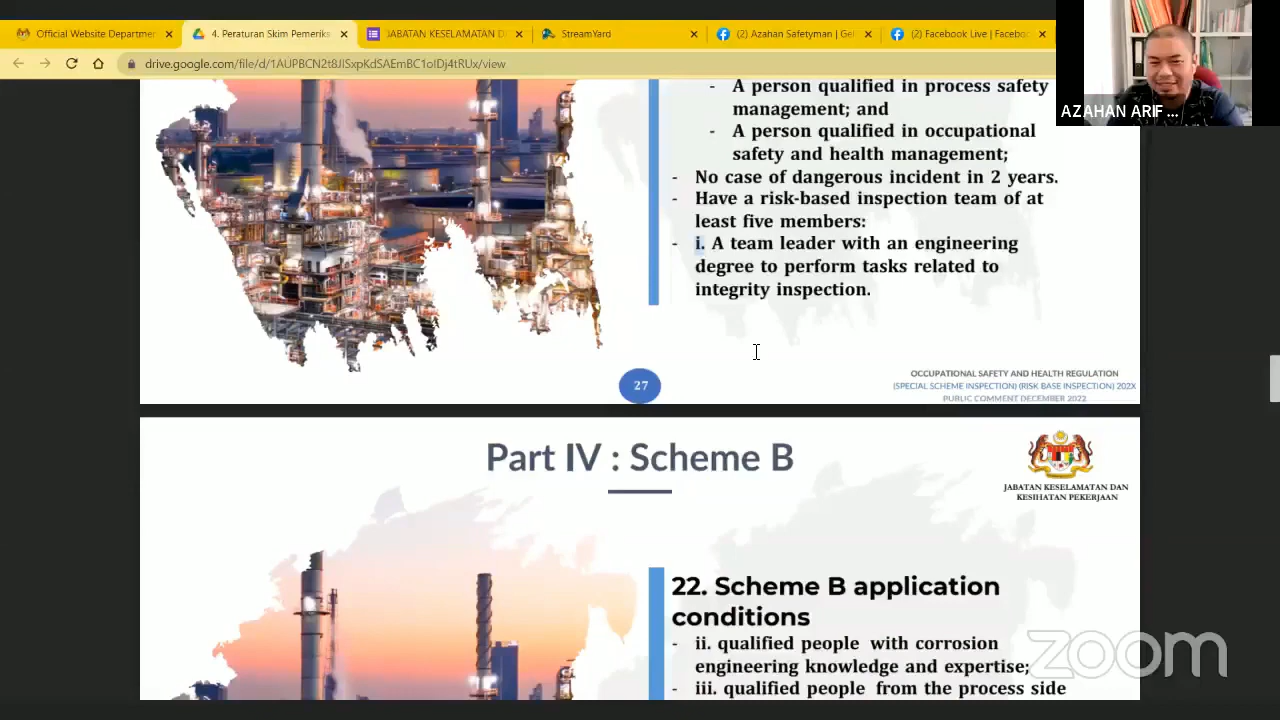 Official Website Departmen
4. Peraturan Skim Pemeriks
JABATAN KESELAMATAN DA
StreamYard
(2) Azahan Safetyman | Gel
(2) Facebook Live | Faceboo
drive.google.com/file/d/1AUPBCN2t8JlSxpKdSAEmBC1oIDj4tRUx/view
AZAHAN ARIF ...
- A person qualified in process safety
management; and
- A person qualified in occupational
safety and health management;
- No case of dangerous incident in 2 years.
- Have a risk-based inspection team of at
least five members:
- i. A team leader with an engineering
degree to perform tasks related to
integrity inspection.
27
OCCUPATIONAL SAFETY AND HEALTH REGULATION
(SPECIAL SCHEME INSPECTION) (RISK BASE INSPECTION) 202X
PUBLIC COMMENT DECEMBER 2022
Part IV : Scheme B
JABATAN KESELAMATAN DAN
KESIHATAN PEKERJAAN
22. Scheme B application
conditions
- ii. qualified people with corrosion
engineering knowledge and expertise;
- iii. qualified people from the process side
zoom